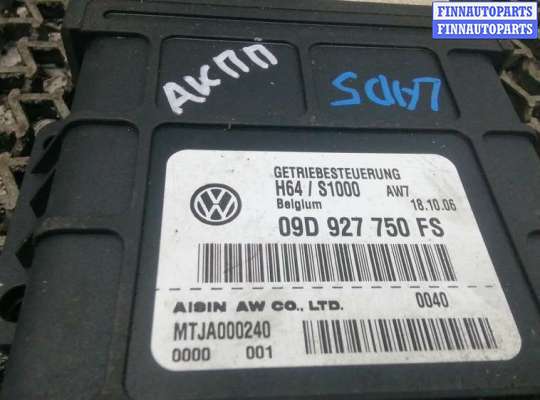 FINNAUTOPARTS
FINNAUTOPARTS
АКПП
GETRIEBESTEUERUNG
H64 / S1000 AW7
Belgium 18.10.06
09D 927 750 FS
AISIN AW CO., LTD. 0040
MTJA000240
0000 001